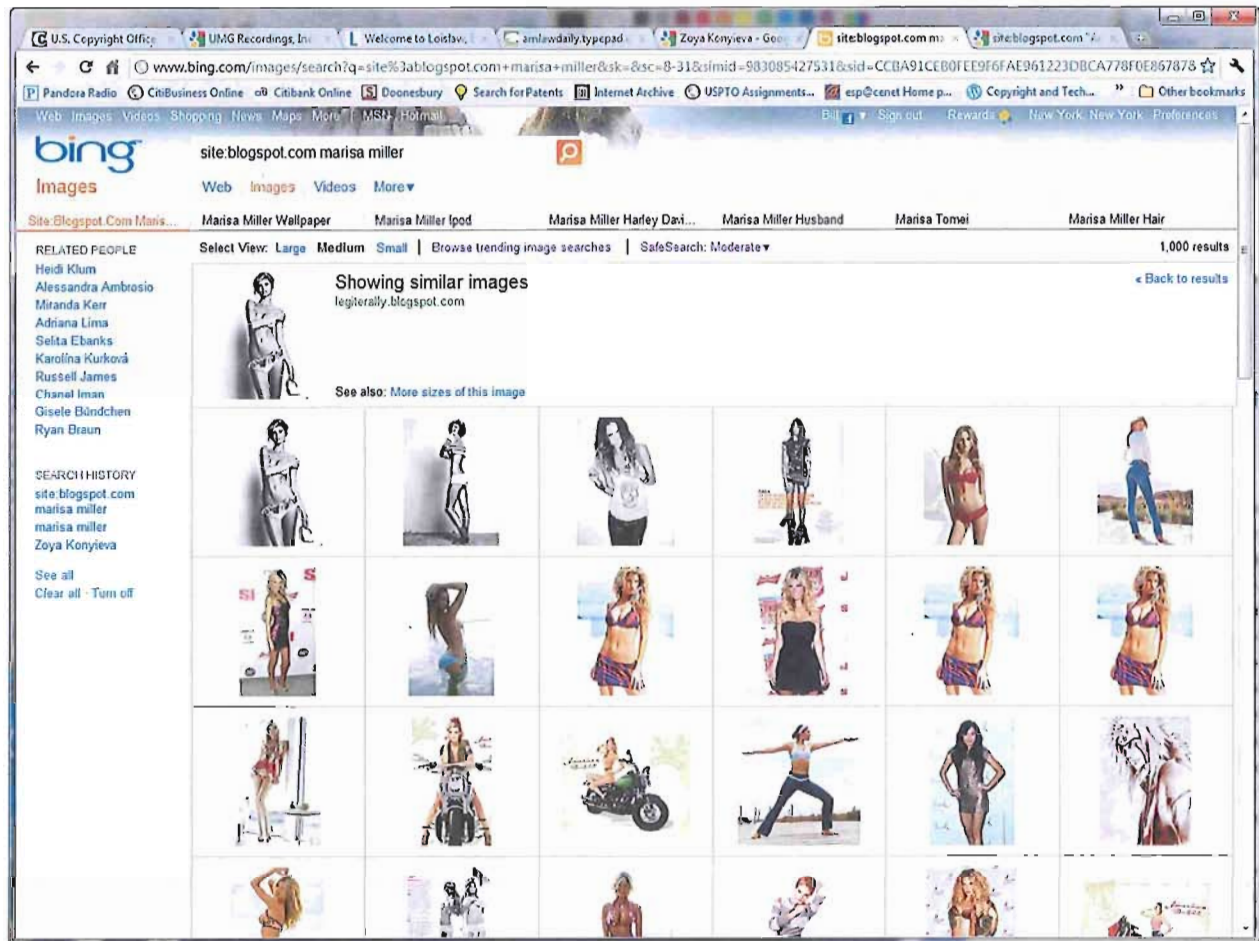 U.S. Copyright Office
UMG Recordings, In
Welcome to Loislaw,
amlawdaily.typepad
Zoya Konyieva - Goo
site:blogspot.com ma
site:blogspot.com
www.bing.com/images/search?q=site%3ablogspot.com+marisa+miller&sk=&sc=8-31&simid=983085427531&sid=CCBA91CEB0FEE9F6FAE961223DBCA778F0E867878
Pandora Radio CitiBusiness Online Citibank Online Doonesbury Search for Patents Internet Archive USPTO Assignments... esp@cenet Home p... Copyright and Tech... » Other bookmarks
Web Images Videos Shopping News Maps More MSN Hotmail Bill Sign out Rewards New York, New York Preferences
bing
site:blogspot.com marisa miller
Images
Web Images Videos More▾
Site:Blogspot.Com Maris...
Marisa Miller Wallpaper
Marisa Miller Ipod
Marisa Miller Harley Davi...
Marisa Miller Husband
Marisa Tomei
Marisa Miller Hair
Select View: Large Medium Small | Browse trending image searches | SafeSearch: Moderate▾
1,000 results
RELATED PEOPLE
Heidi Klum
Alessandra Ambrosio
Miranda Kerr
Adriana Lima
Selita Ebanks
Karolína Kurková
Russell James
Chanel Iman
Gisele Bündchen
Ryan Braun
SEARCH HISTORY
site:blogspot.com
marisa miller
marisa miller
Zoya Konyieva
See all
Clear all · Turn off
Showing similar images
legiterally.blogspot.com
« Back to results
See also: More sizes of this image